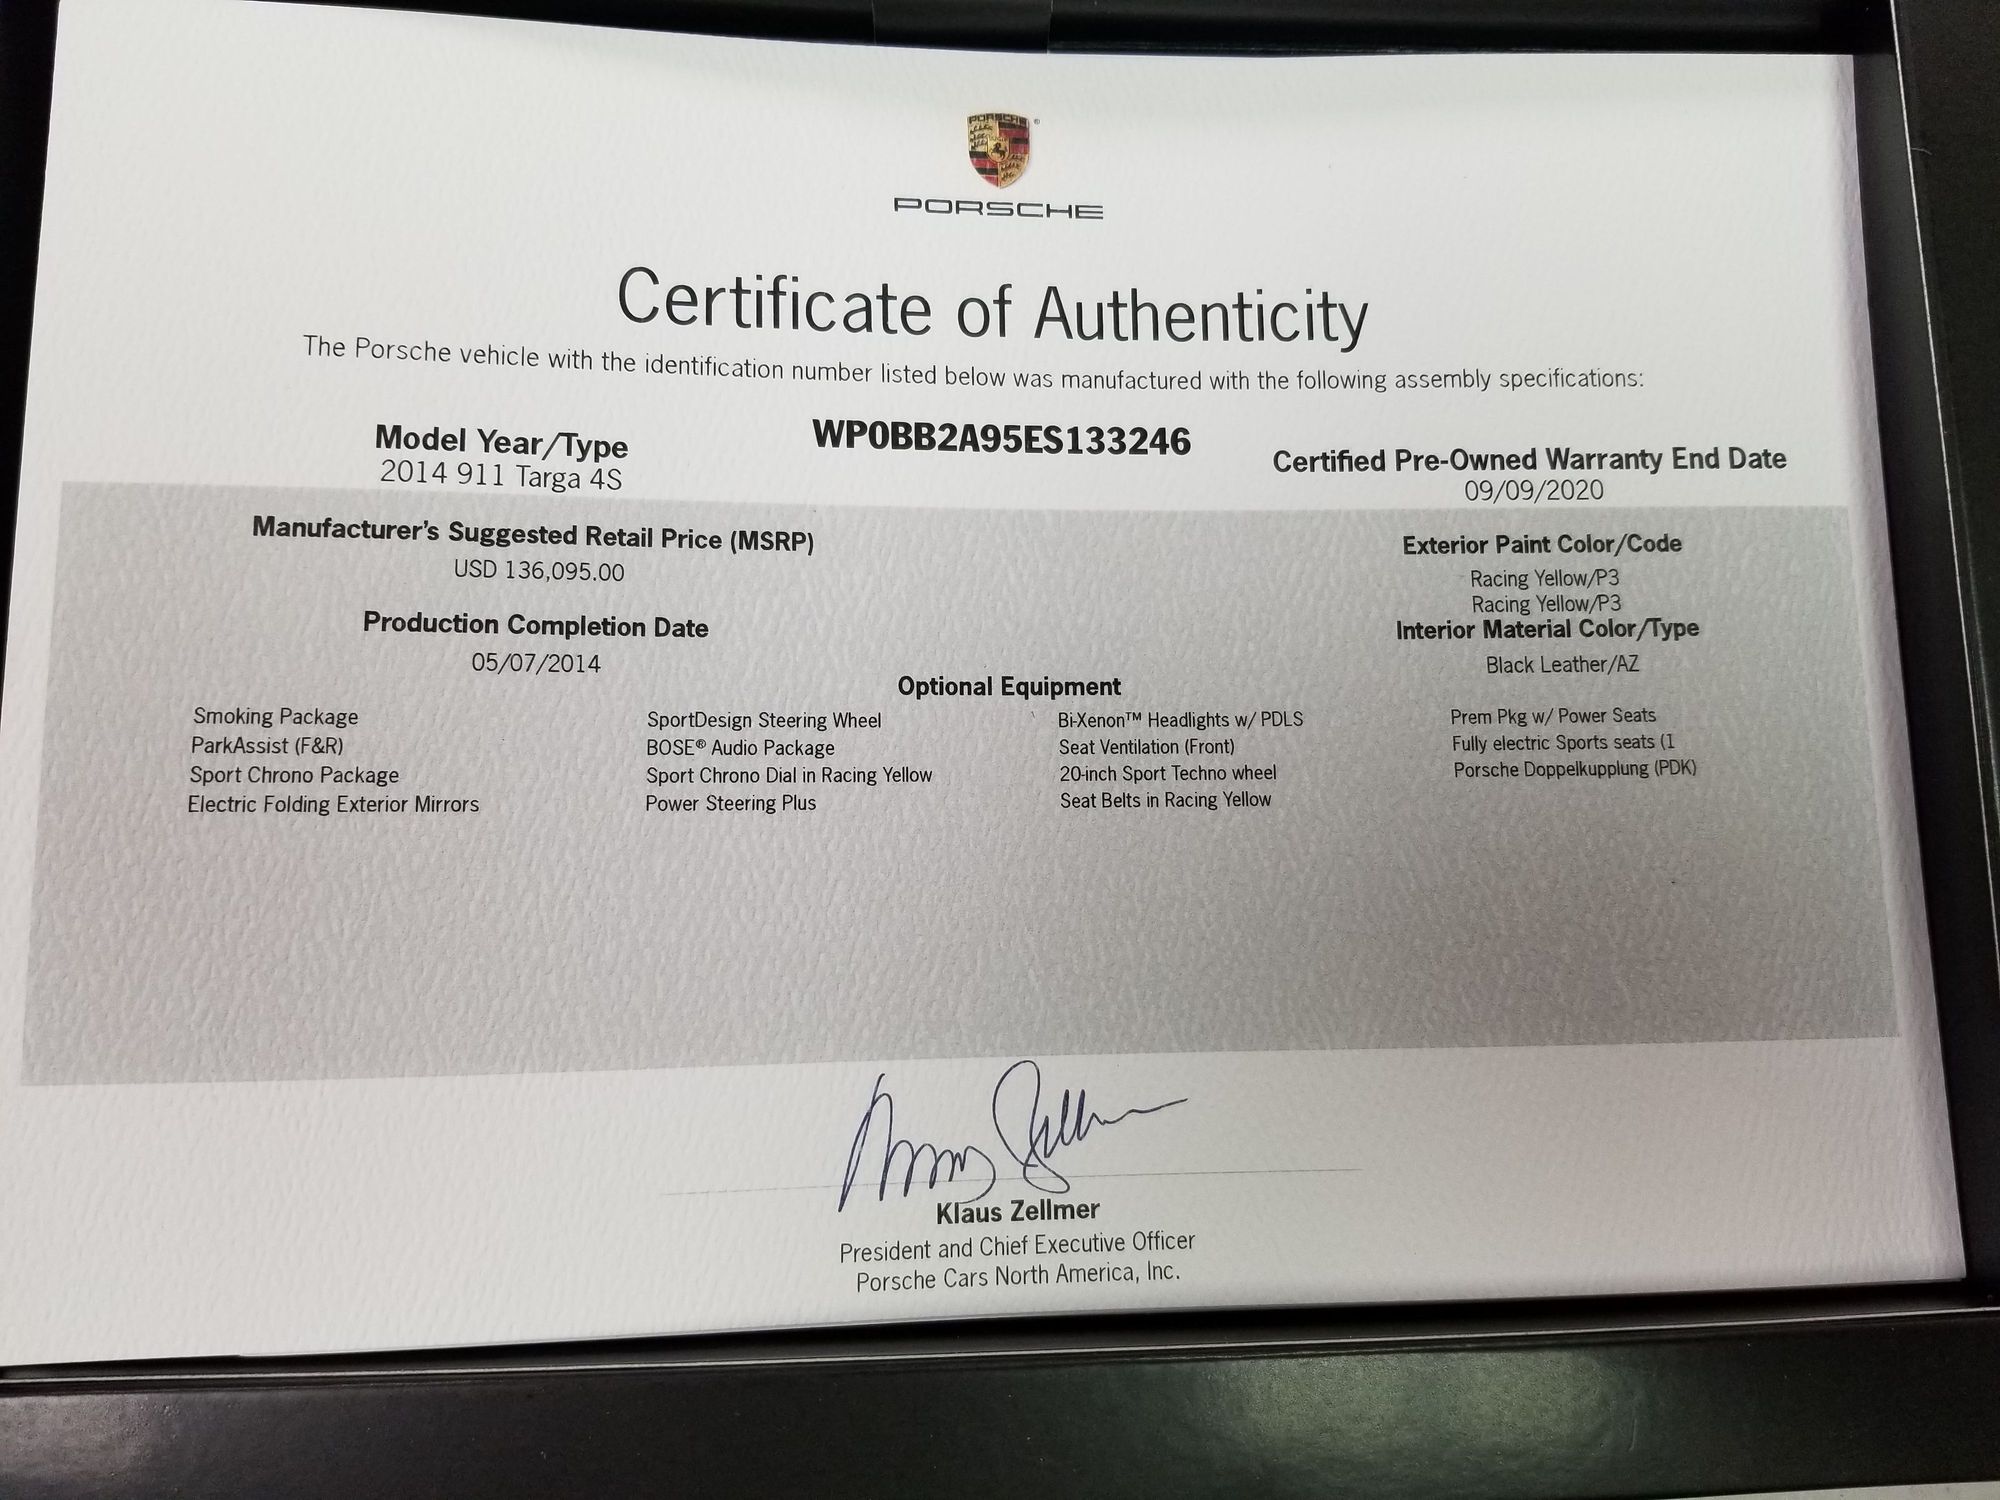 PORSCHE
PORSCHE
Certificate of Authenticity
The Porsche vehicle with the identification number listed below was manufactured with the following assembly specifications:
WP0BB2A95ES133246
Model Year/Type
2014 911 Targa 4S
Certified Pre-Owned Warranty End Date
09/09/2020
Manufacturer's Suggested Retail Price (MSRP)
USD 136,095.00
Exterior Paint Color/Code
Racing Yellow/P3
Racing Yellow/P3
Production Completion Date
05/07/2014
Interior Material Color/Type
Black Leather/AZ
Optional Equipment
Smoking Package
ParkAssist (F&R)
Sport Chrono Package
Electric Folding Exterior Mirrors
SportDesign Steering Wheel
BOSE® Audio Package
Sport Chrono Dial in Racing Yellow
Power Steering Plus
Bi-Xenon™ Headlights w/ PDLS
Seat Ventilation (Front)
20-inch Sport Techno wheel
Seat Belts in Racing Yellow
Prem Pkg w/ Power Seats
Fully electric Sports seats (1
Porsche Doppelkupplung (PDK)
Klaus Zellmer
President and Chief Executive Officer
Porsche Cars North America, Inc.